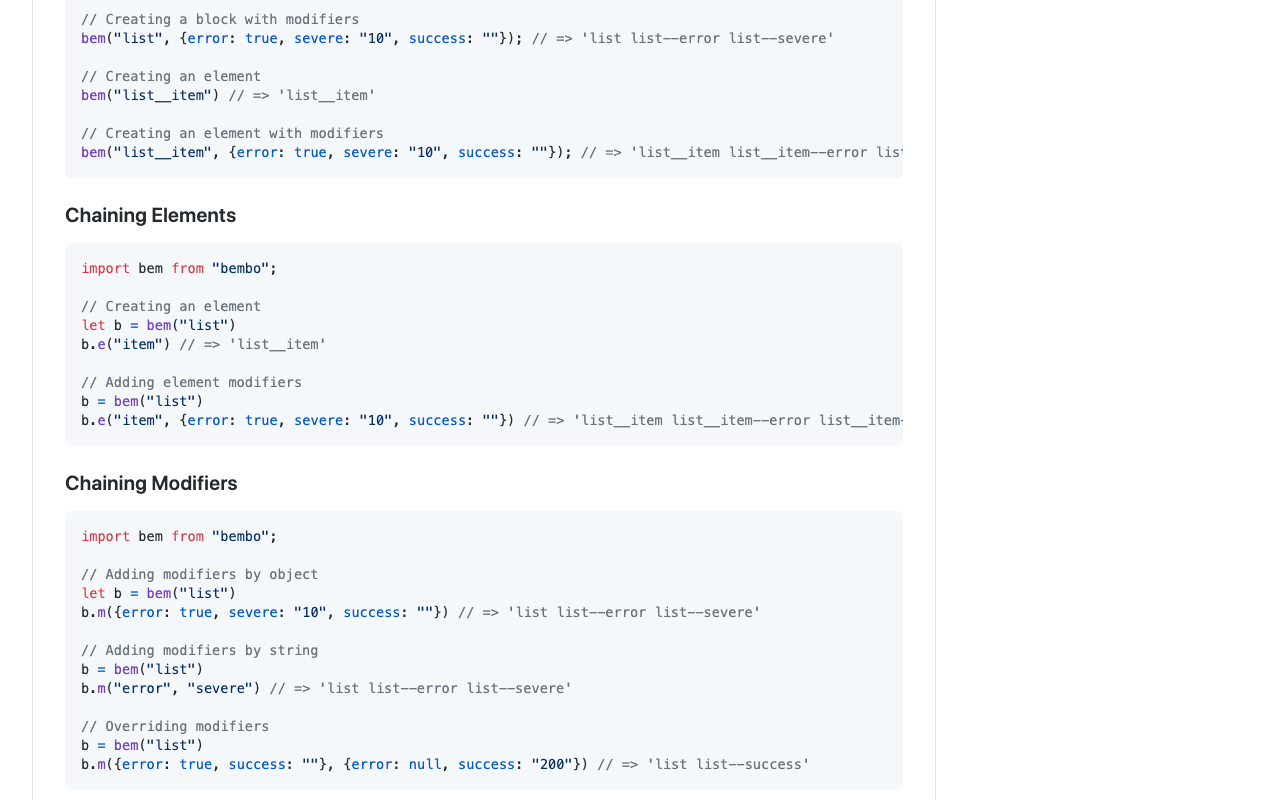 // Creating a block with modifiers
bem("list", {error: true, severe: "10", success: ""}); // => 'list list--error list--severe'
// Creating an element
bem("list__item") // => 'list__item'
// Creating an element with modifiers
bem("list__item", {error: true, severe: "10", success: ""}); // => 'list__item list__item--error list
Chaining Elements
import bem from "bembo";
// Creating an element
let b = bem("list")
b.e("item") // => 'list__item'
// Adding element modifiers
b = bem("list")
b.e("item", {error: true, severe: "10", success: ""}) // => 'list__item list__item--error list__item-
Chaining Modifiers
import bem from "bembo";
// Adding modifiers by object
let b = bem("list")
b.m({error: true, severe: "10", success: ""}) // => 'list list--error list--severe'
// Adding modifiers by string
b = bem("list")
b.m("error", "severe") // => 'list list--error list--severe'
// Overriding modifiers
b = bem("list")
b.m({error: true, success: ""}, {error: null, success: "200"}) // => 'list list--success'